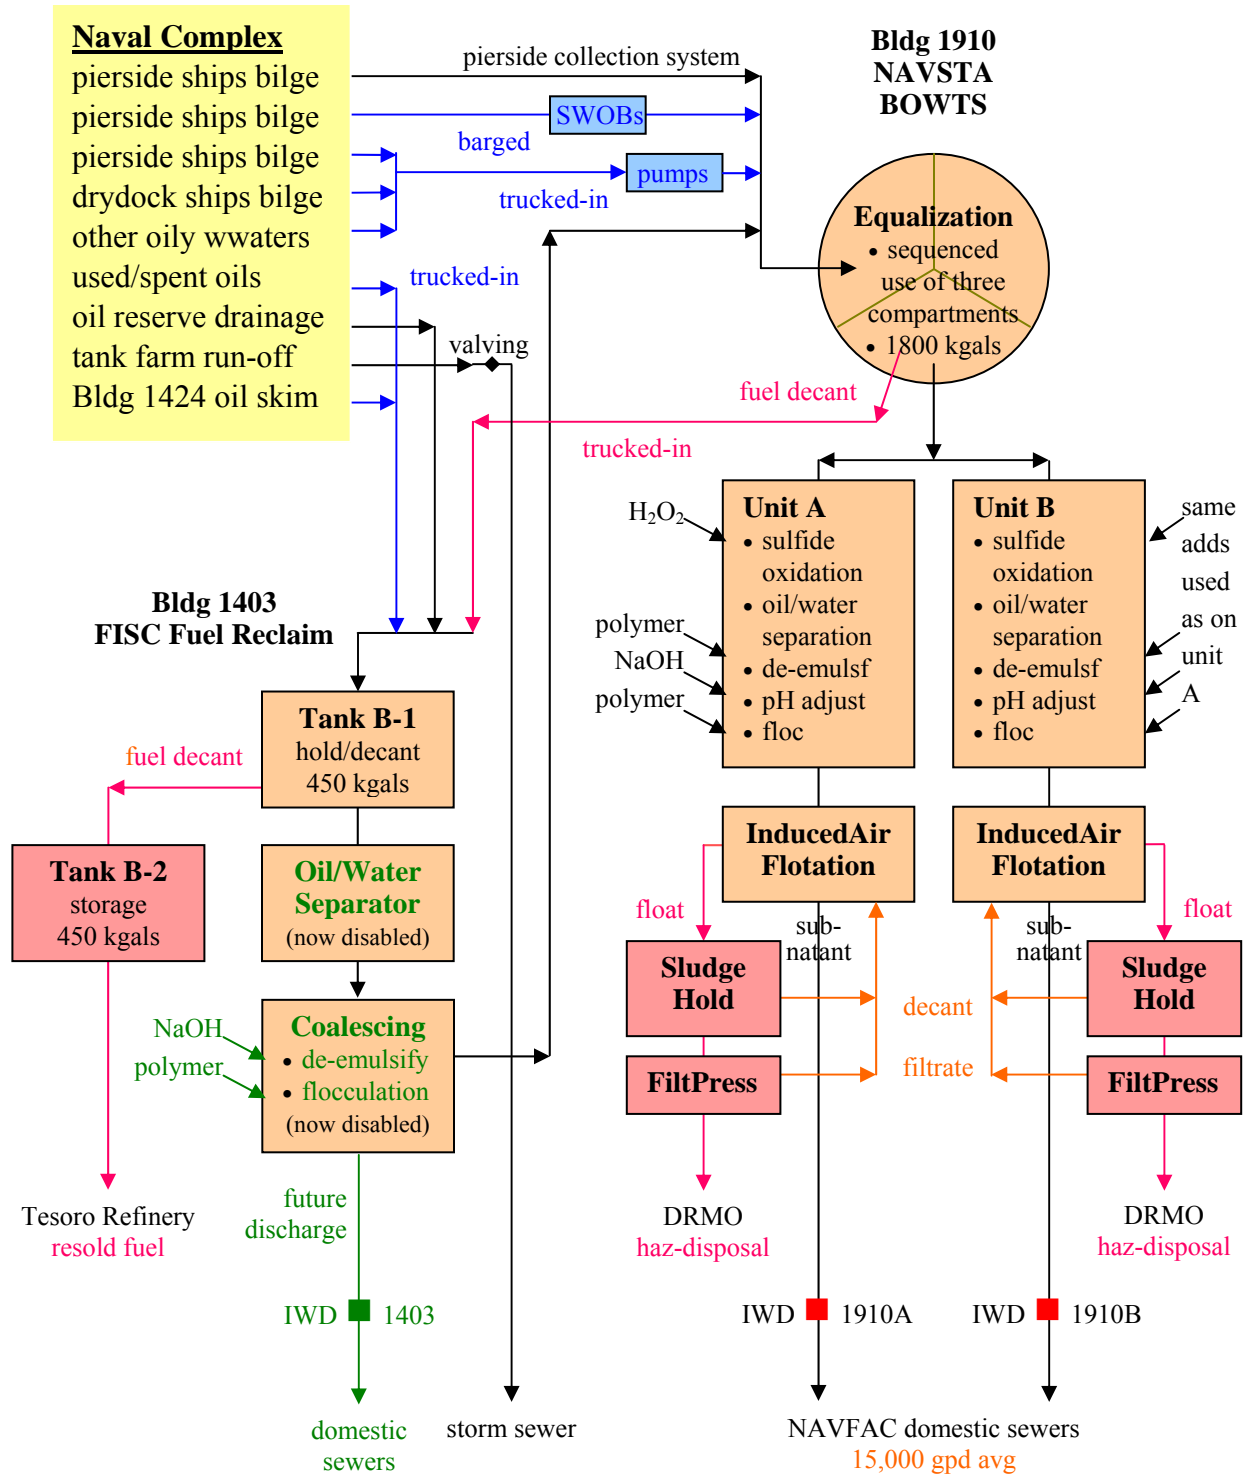 Naval Complex
pierside ships bilge
pierside ships bilge
pierside ships bilge
drydock ships bilge
other oily wwaters
used/spent oils
oil reserve drainage
tank farm run-off
Bldg 1424 oil skim
pierside collection system
SWOBs
barged
pumps
trucked-in
trucked-in
valving
Bldg 1910
NAVSTA
BOWTS
Equalization
• sequenced
use of three
compartments
• 1800 kgals
fuel decant
trucked-in
H₂O₂
polymer
NaOH
polymer
Unit A
• sulfide
oxidation
• oil/water
separation
• de-emulsf
• pH adjust
• floc
Unit B
• sulfide
oxidation
• oil/water
separation
• de-emulsf
• pH adjust
• floc
same
adds
used
as on
unit
A
Bldg 1403
FISC Fuel Reclaim
Tank B-1
hold/decant
450 kgals
fuel decant
Tank B-2
storage
450 kgals
Oil/Water
Separator
(now disabled)
NaOH
polymer
Coalescing
• de-emulsify
• flocculation
(now disabled)
Tesoro Refinery
resold fuel
future
discharge
IWD 1403
domestic
sewers
storm sewer
InducedAir
Flotation
InducedAir
Flotation
float
sub-
natant
sub-
natant
float
Sludge
Hold
decant
Sludge
Hold
FiltPress
filtrate
FiltPress
DRMO
haz-disposal
DRMO
haz-disposal
IWD 1910A
IWD 1910B
NAVFAC domestic sewers
15,000 gpd avg